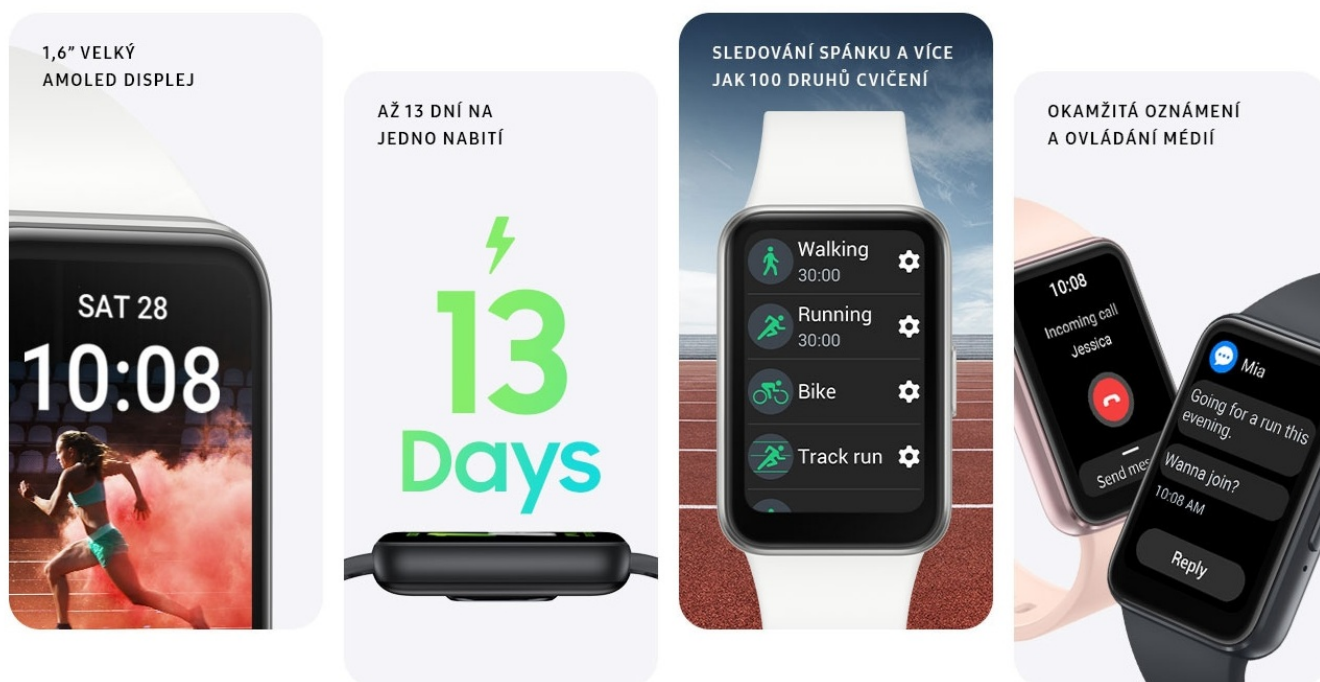 1,6” VELKÝ
AMOLED DISPLEJ
SAT 28
10:08
AŽ 13 DNÍ NA
JEDNO NABITÍ
13
Days
SLEDOVÁNÍ SPÁNKU A VÍCE
JAK 100 DRUHŮ CVIČENÍ
Walking
30:00
Running
30:00
Bike
Track run
OKAMŽITÁ OZNÁMENÍ
A OVLÁDÁNÍ MÉDIÍ
10:08
Incoming call
Jessica
Send mes
Mia
Going for a run this
evening.
Wanna join?
10:08 AM
Reply